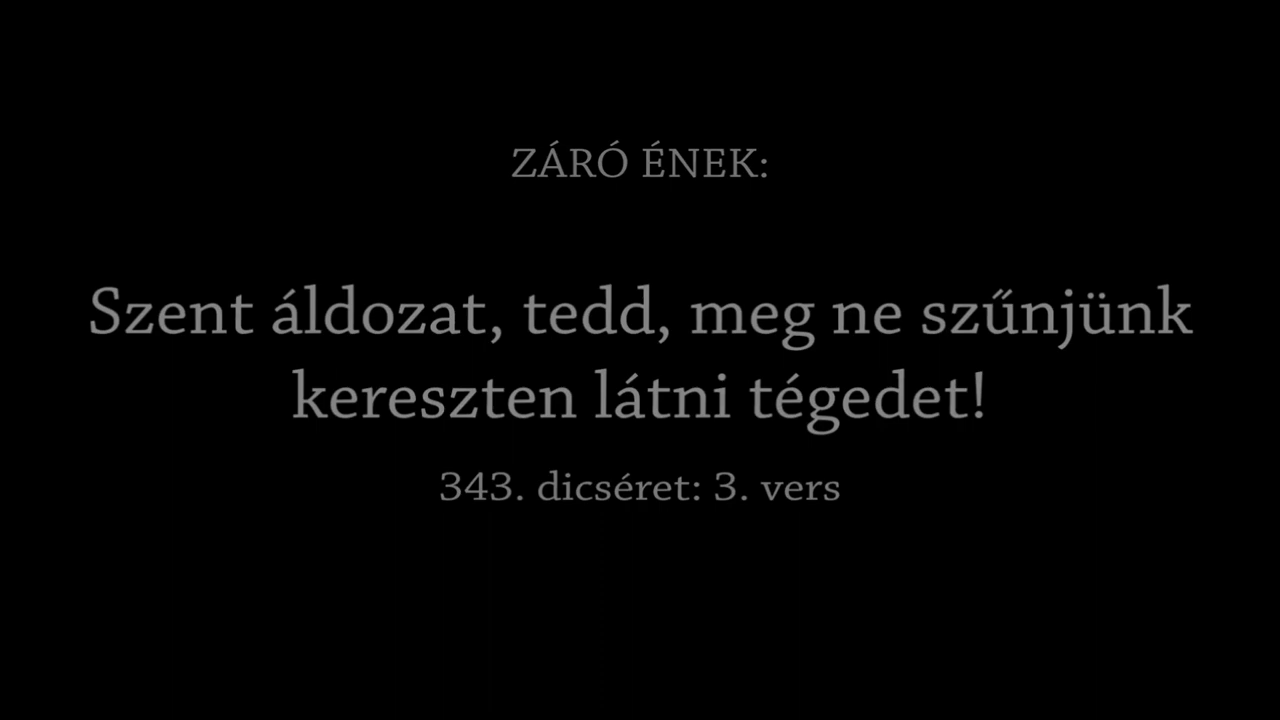 ZÁRÓ ÉNEK:
Szent áldozat, tedd, meg ne szűnjünk
kereszten látni tégedet!
343. dicséret: 3. vers